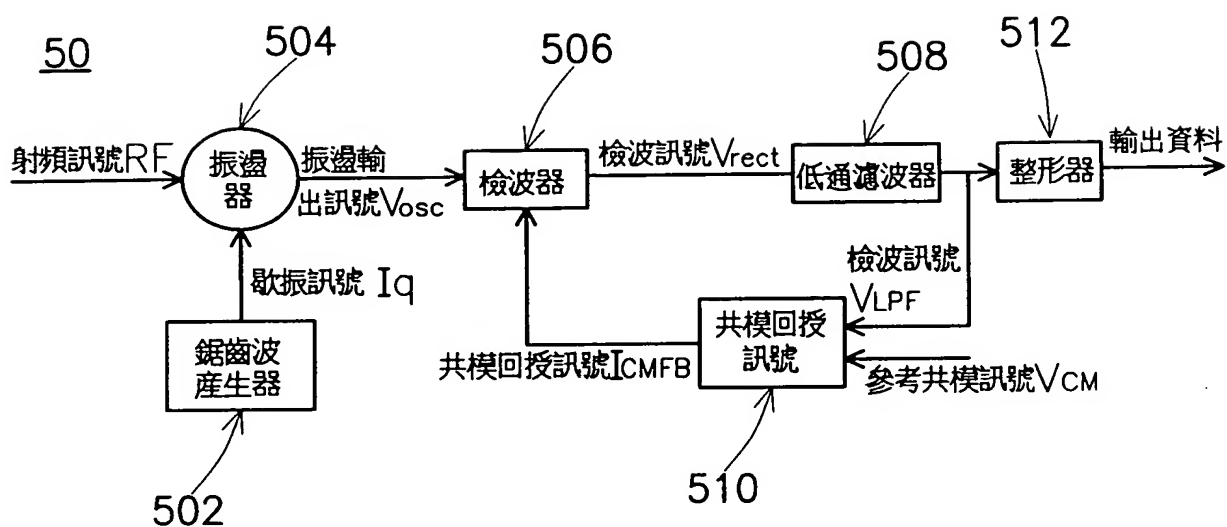 50
504
506
508
512
射頻訊號RF
振盪
器
振盪輸
出訊號Vosc
檢波器
檢波訊號Vrect
低通濾波器
整形器
輸出資料
歇振訊號 Iq
檢波訊號
VLPF
鋸齒波
產生器
共模回授訊號ICMFB
共模回授
訊號
參考共模訊號VCM
502
510